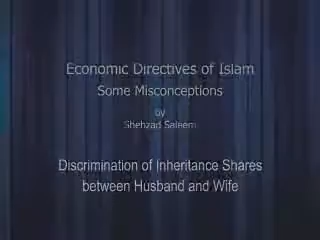 Economic Directives of Islam
Some Misconceptions
by
Shehzad Saleem
Discrimination of Inheritance Shares
between Husband and Wife